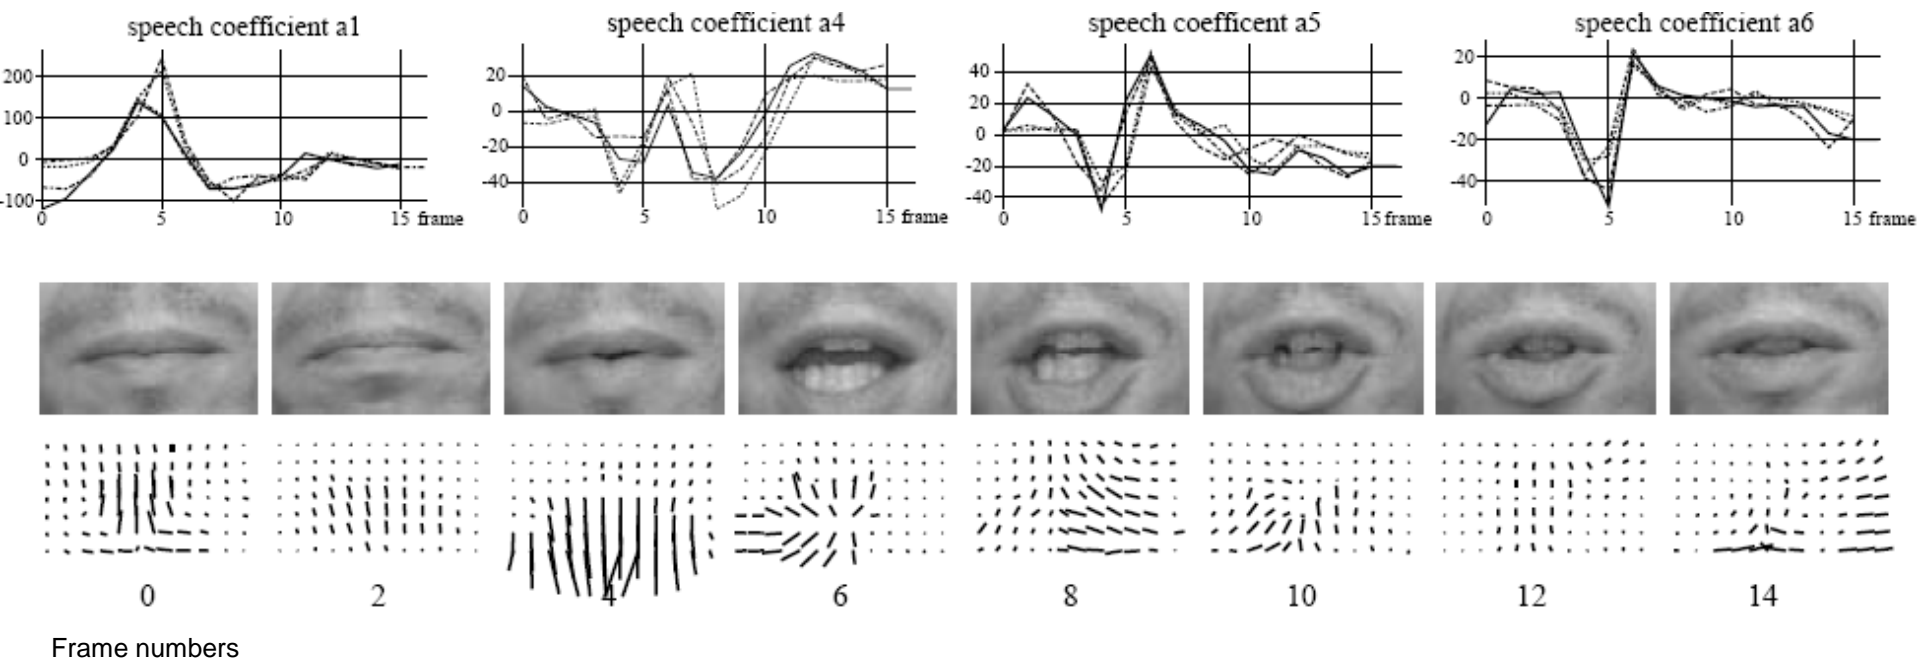 speech coefficient a1
200
100
0
-100
0 5 10 15 frame
speech coefficient a4
20
0
-20
-40
0 5 10 15 frame
speech coefficent a5
40
20
0
-20
-40
0 5 10 15 frame
speech coefficient a6
20
0
-20
-40
0 5 10 15 frame
0 2 4 6 8 10 12 14
Frame numbers